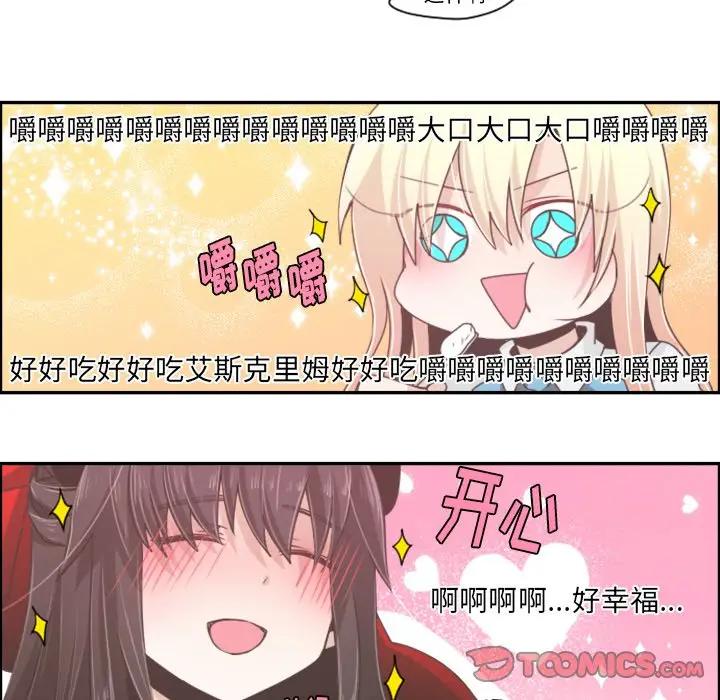 嚼嚼嚼嚼嚼嚼嚼嚼嚼嚼嚼嚼嚼嚼大口大口大口嚼嚼嚼嚼
嚼嚼嚼
好好吃好好吃艾斯克里姆好好吃嚼嚼嚼嚼嚼嚼嚼嚼嚼嚼
开心
啊啊啊啊…好幸福…
TOOMICS.COM